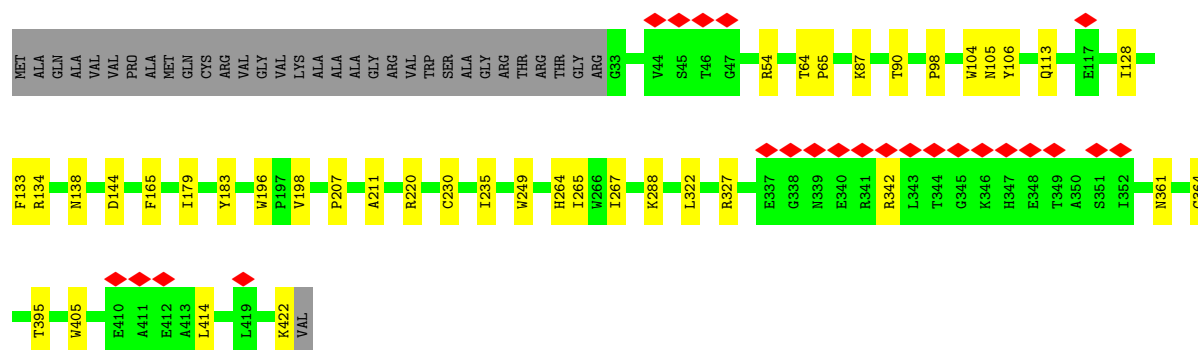 MET ALA GLN ALA VAL VAL PRO ALA MET GLN CYS ARG VAL GLY VAL LYS ALA ALA ALA ALA GLY ARG VAL TRP SER ALA GLY ARG THR ARG THR GLY ARG G33 V44 S45 T46 G47 R54 T64 P65 K87 T90 P98 W104 N105 Y106 Q113 E117 I128
F133 R134 N138 D144 F165 I179 Y183 W196 P197 V198 P207 A211 R220 C230 I235 W249 H264 I265 W266 I267 K288 L322 R327 E337 G338 N339 E340 R341 R342 L343 T344 G345 K346 H347 E348 T349 A350 S351 I352 N361
T395 W405 E410 A411 E412 A413 L414 L419 K422 VAL